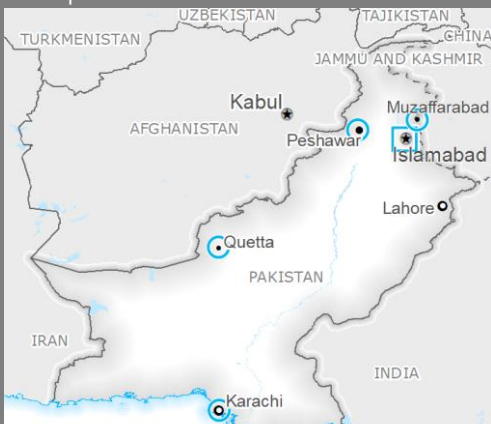 UZBEKISTAN
TAJIKISTAN
TURKMENISTAN
CHINA
JAMMU AND KASHMIR
Kabul
Muzaffarabad
AFGHANISTAN
Peshawar
Islamabad
Lahore
Quetta
PAKISTAN
IRAN
INDIA
Karachi